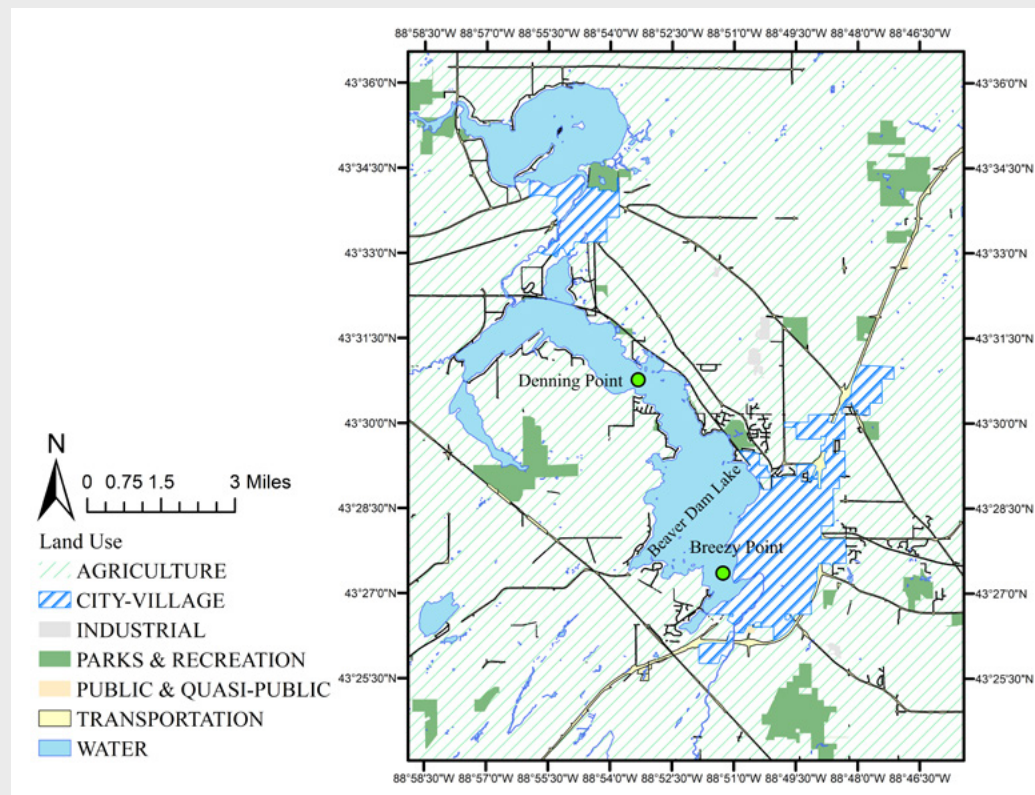 88°58'30"W 88°57'0"W 88°55'30"W 88°54'0"W 88°52'30"W 88°51'0"W 88°49'30"W 88°48'0"W 88°46'30"W
43°36'0"N 43°36'0"N
43°34'30"N 43°34'30"N
43°33'0"N 43°33'0"N
43°31'30"N 43°31'30"N
Denning Point
43°30'0"N 43°30'0"N
Beaver Dam Lake
43°28'30"N 43°28'30"N
Breezy Point
43°27'0"N 43°27'0"N
43°25'30"N 43°25'30"N
88°58'30"W 88°57'0"W 88°55'30"W 88°54'0"W 88°52'30"W 88°51'0"W 88°49'30"W 88°48'0"W 88°46'30"W
N
0 0.75 1.5 3 Miles
Land Use
AGRICULTURE
CITY-VILLAGE
INDUSTRIAL
PARKS & RECREATION
PUBLIC & QUASI-PUBLIC
TRANSPORTATION
WATER